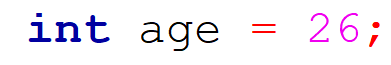 int age = 26;